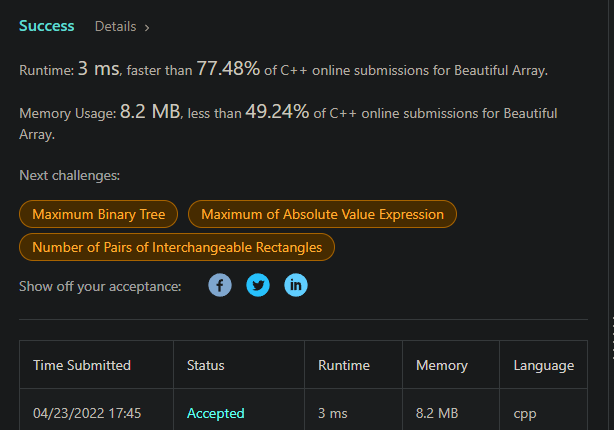 Success Details >
Runtime: 3 ms, faster than 77.48% of C++ online submissions for Beautiful Array.
Memory Usage: 8.2 MB, less than 49.24% of C++ online submissions for Beautiful
Array.
Next challenges:
Maximum Binary Tree Maximum of Absolute Value Expression
Number of Pairs of Interchangeable Rectangles
Show off your acceptance: f in
Time Submitted Status Runtime Memory Language
04/23/2022 17:45 Accepted 3 ms 8.2 MB cpp